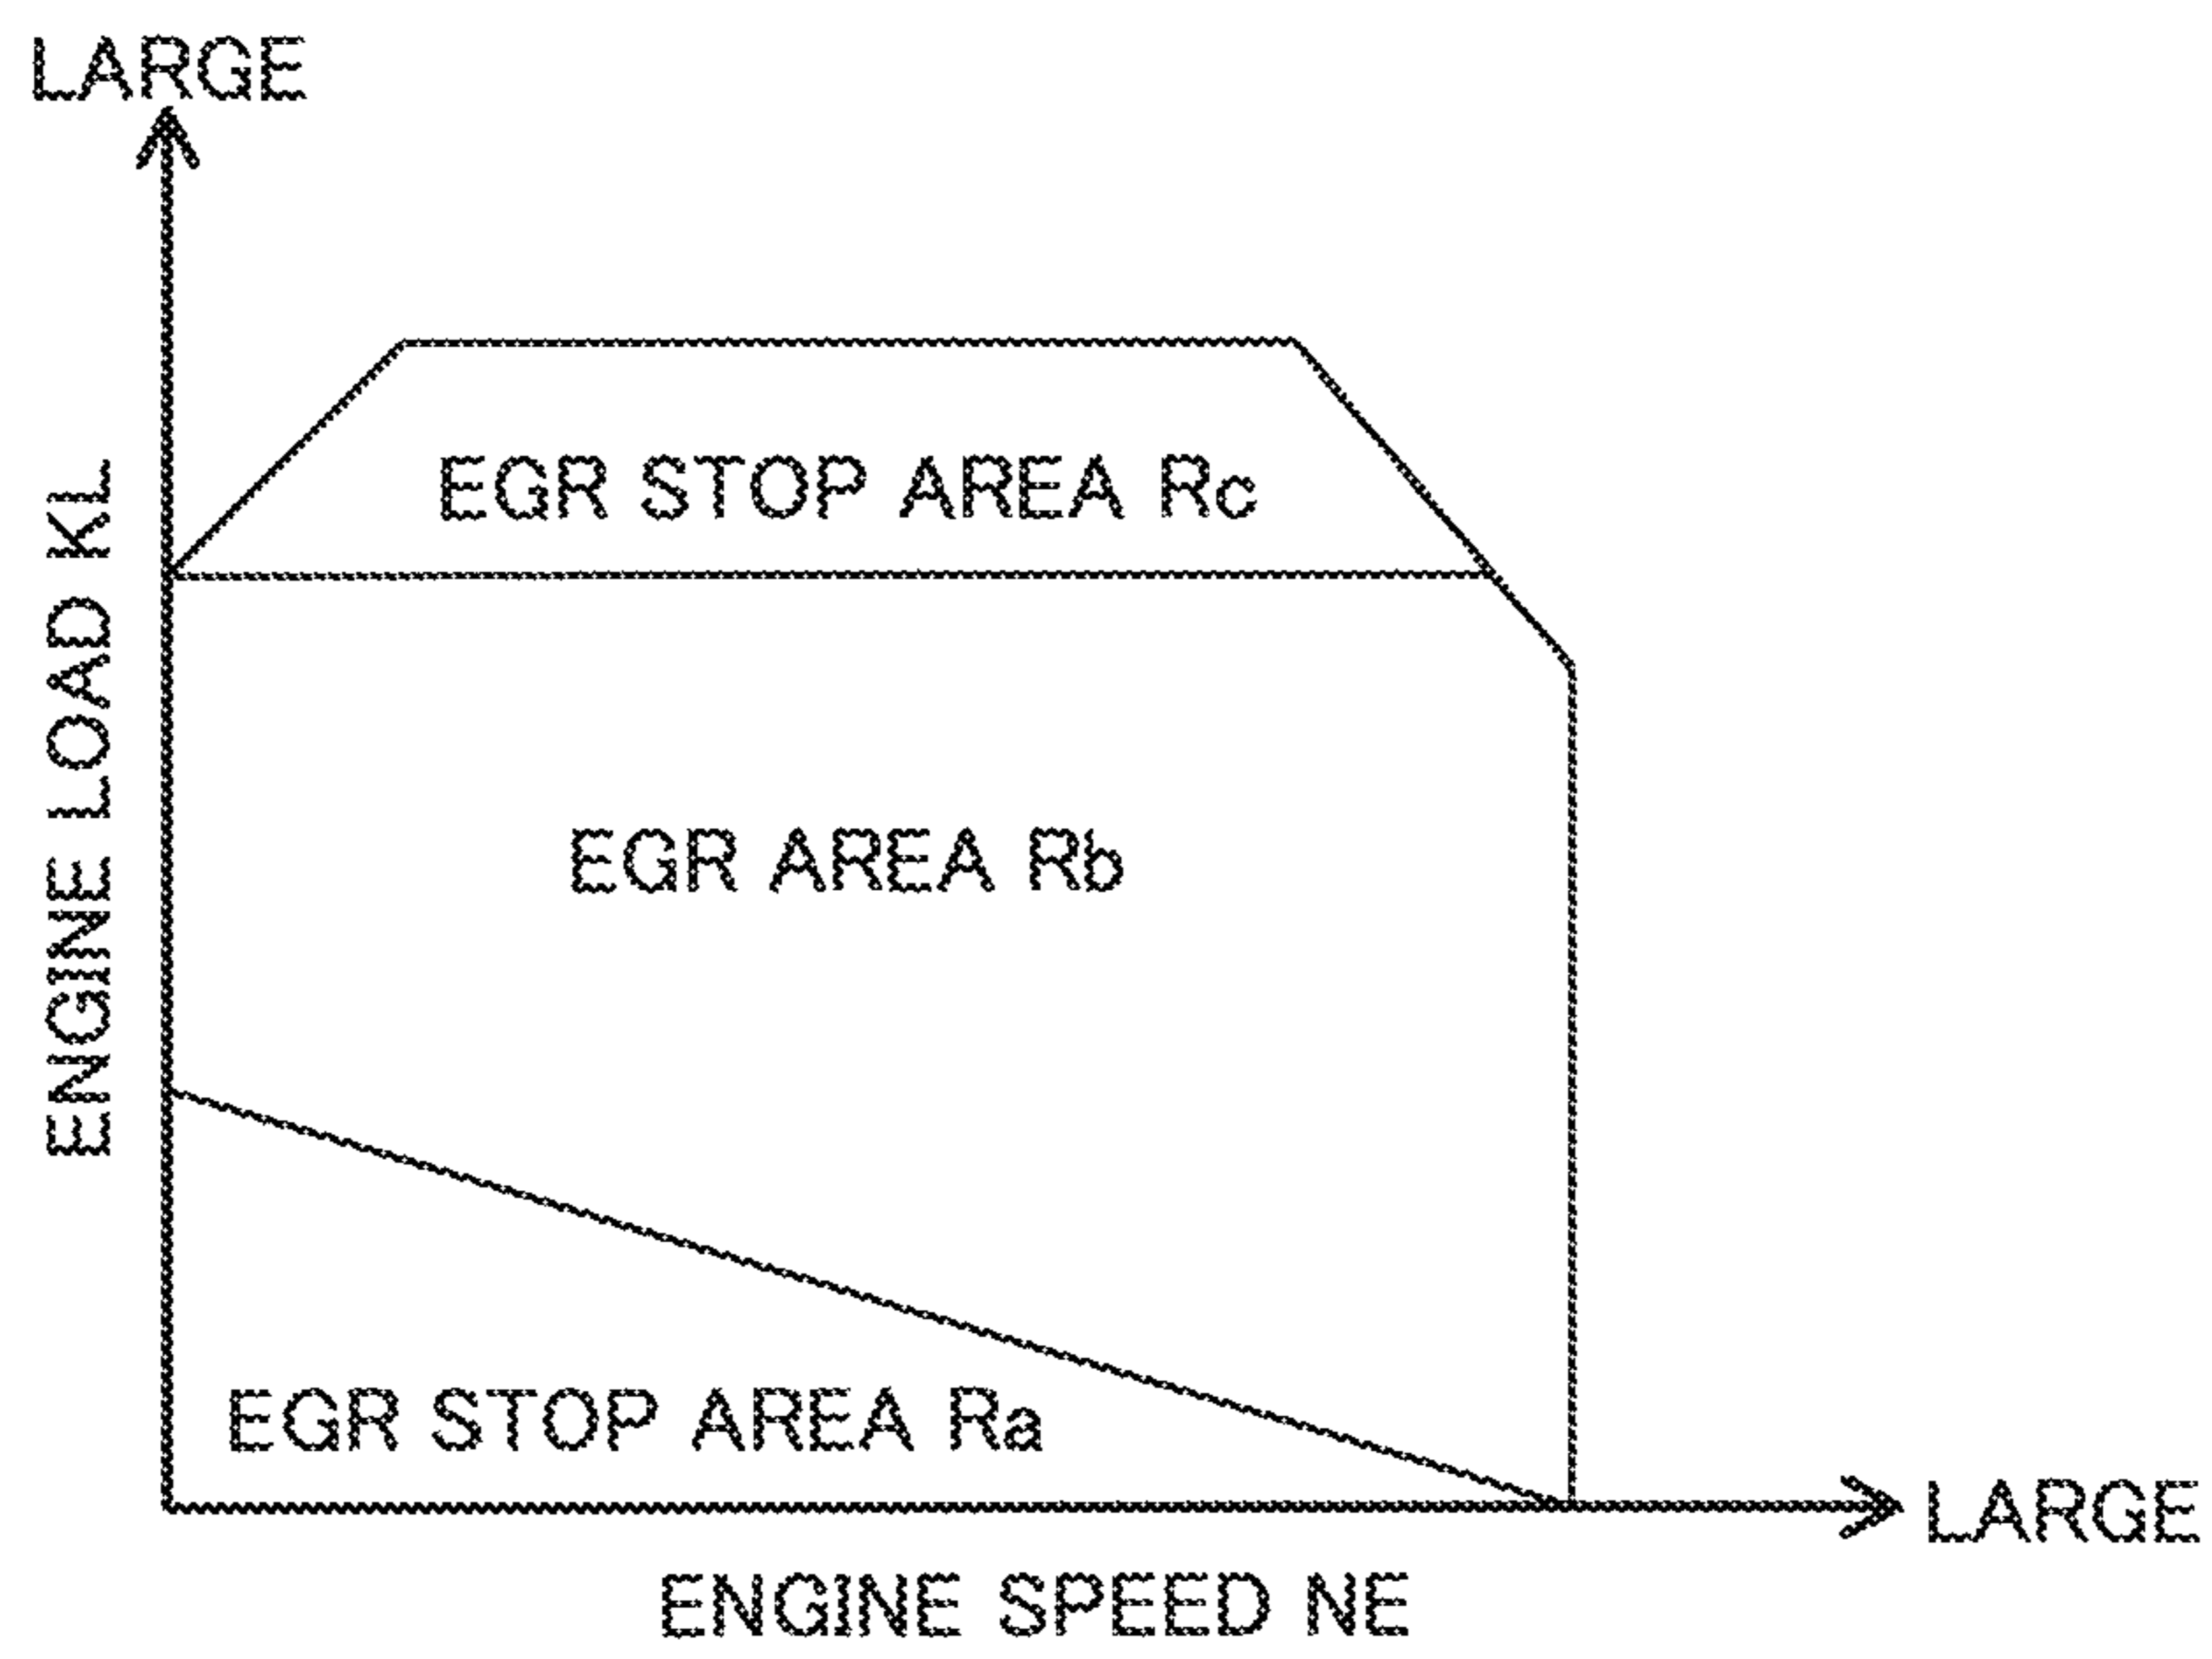 LARGE
ENGINE LOAD KL
EGR STOP AREA Rc
EGR AREA Rb
EGR STOP AREA Ra
LARGE
ENGINE SPEED NE